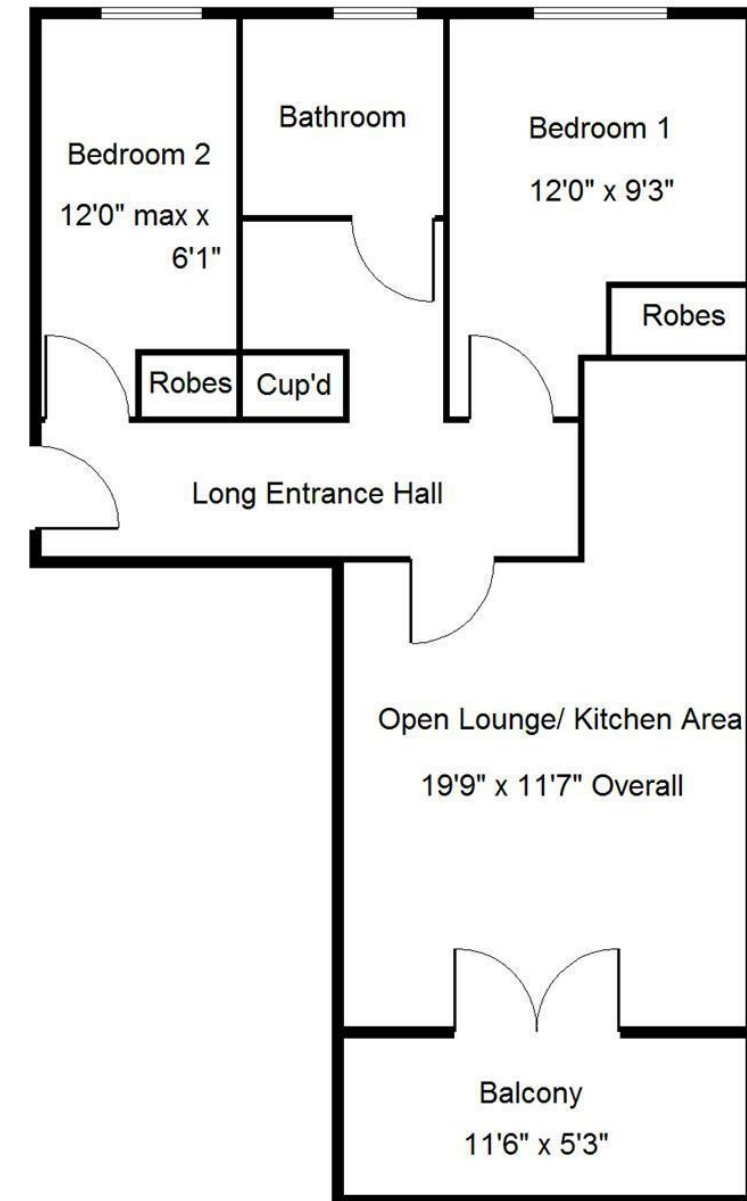 Bathroom
Bedroom 1
12'0" x 9'3"
Bedroom 2
12'0" max x
6'1"
Robes
Robes
Cup'd
Long Entrance Hall
Open Lounge/ Kitchen Area
19'9" x 11'7" Overall
Balcony
11'6" x 5'3"